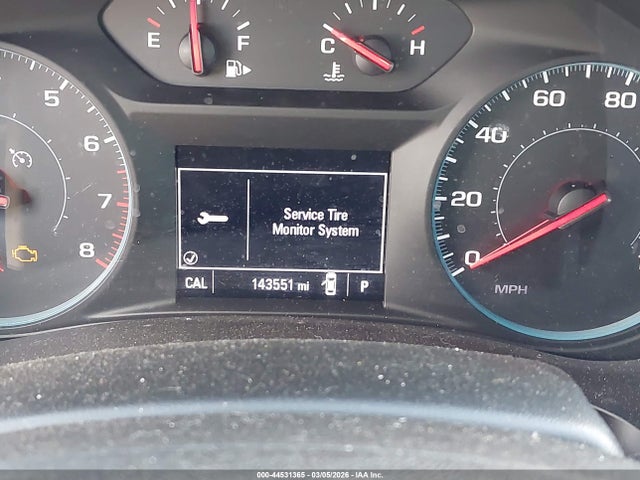 E F
C H
5
6
7
8
Service Tire
Monitor System
CAL 143551 mi P
0
20
40
60
80
MPH
000-44531365 | 03/05/2026 - IAA Inc.